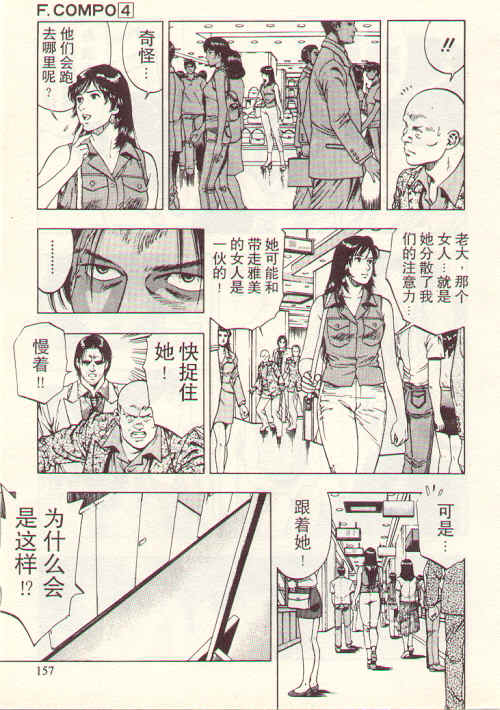 F.COMPO 4
!!
奇怪…
他们会跑
去哪里呢？
老大，那个
女人…就是
她分散了我
们的注意力…
她可能和
带走雅美
的女人是
一伙的！
………
快捉住
她！
慢着!!
可是…
跟着她！
为什么会
是这样!?
157